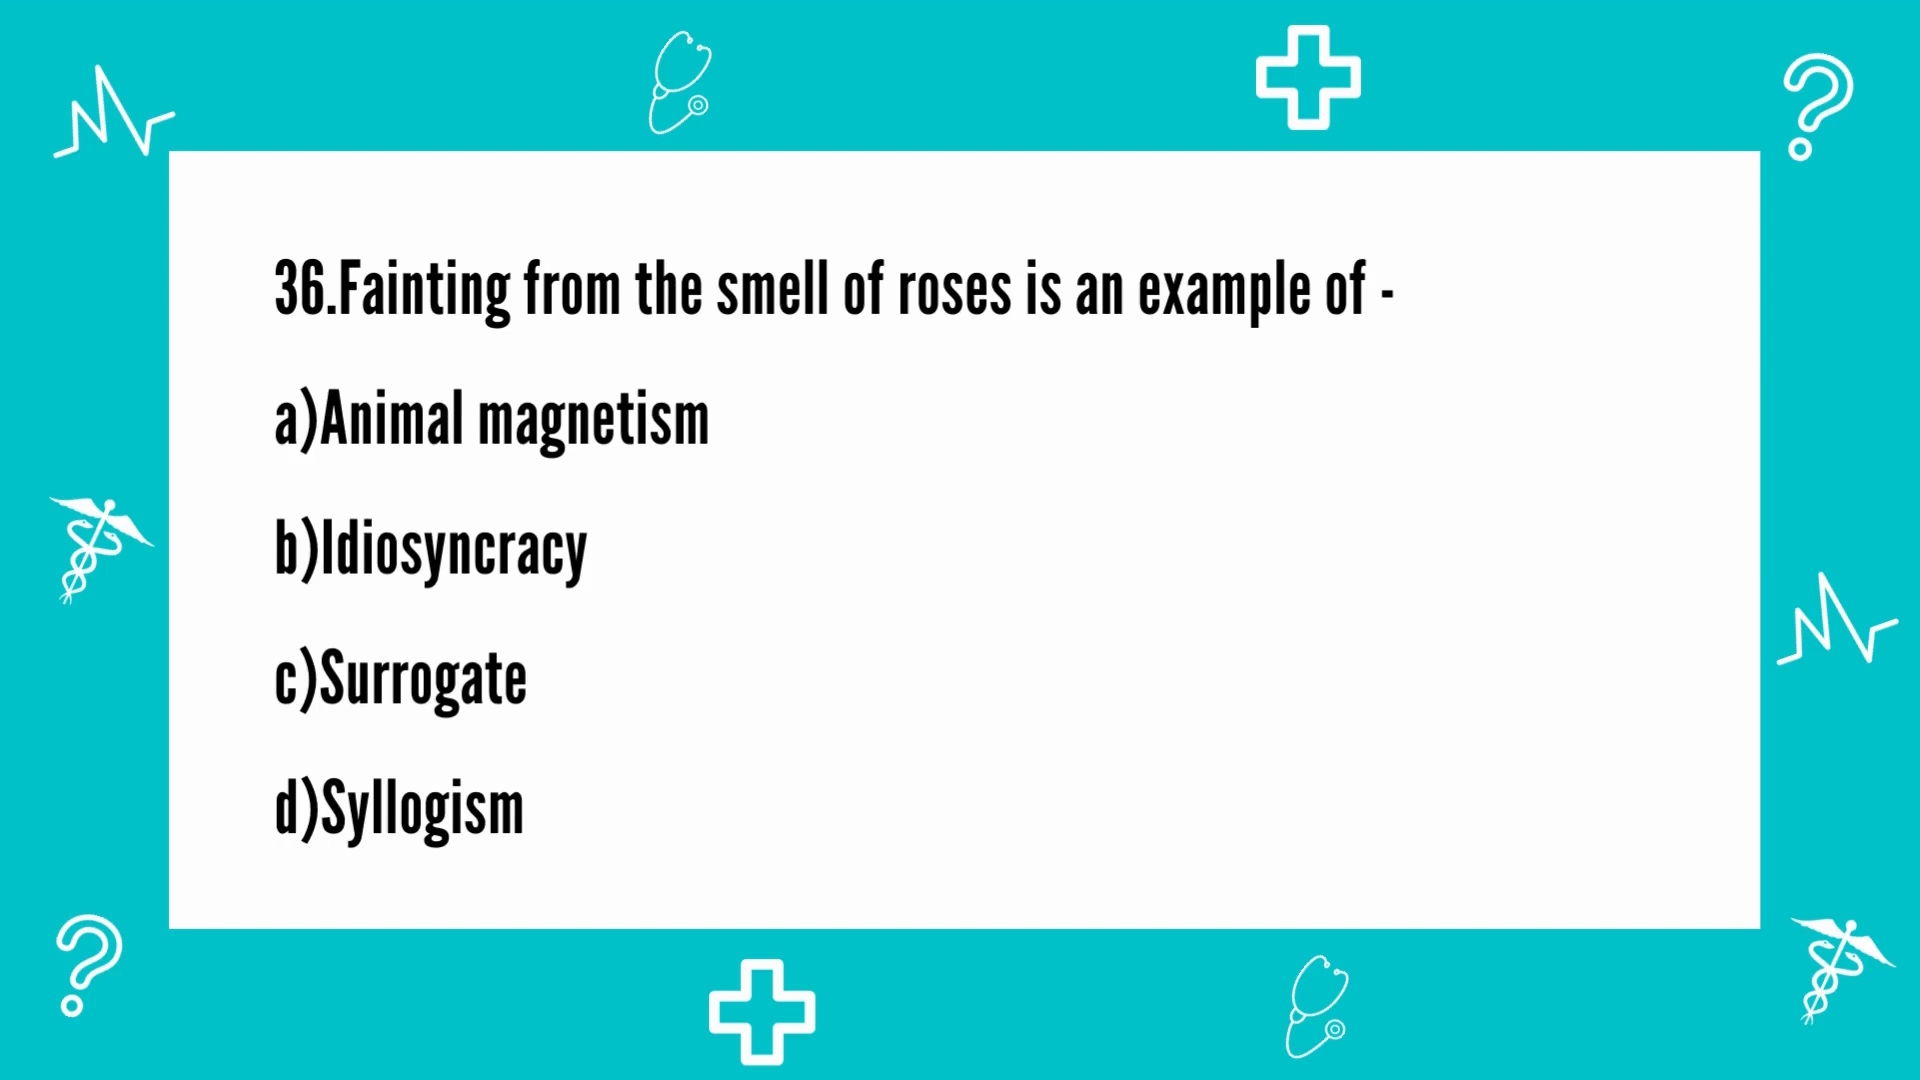 36.Fainting from the smell of roses is an example of -
a)Animal magnetism
b)Idiosyncracy
c)Surrogate
d)Syllogism